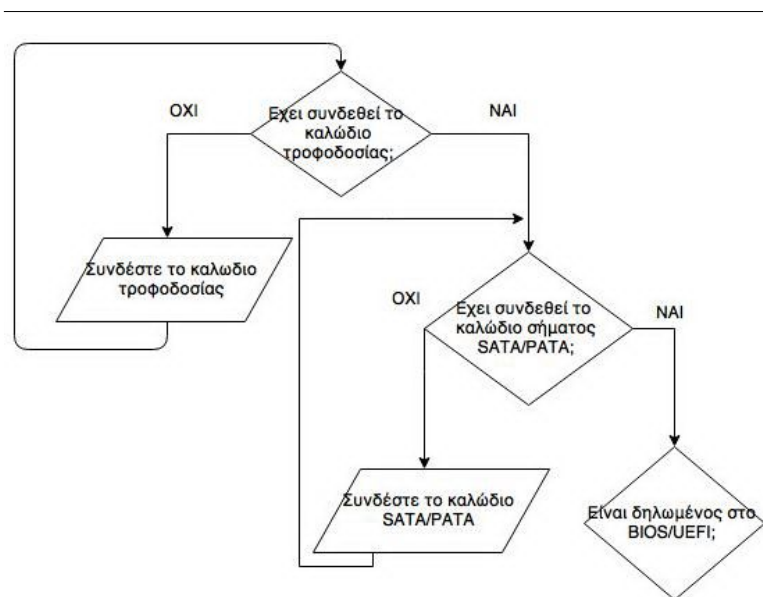 ΟΧΙ
Εχει συνδεθεί το
καλώδιο
τροφοδοσίας;
ΝΑΙ
Συνδέστε το καλωδιο
τροφοδοσίας
ΟΧΙ
Εχει συνδεθεί το
καλώδιο σήματος
SATA/PATA;
ΝΑΙ
Συνδέστε το καλώδιο
SATA/PATA
Είναι δηλωμένος στο
BIOS/UEFI;